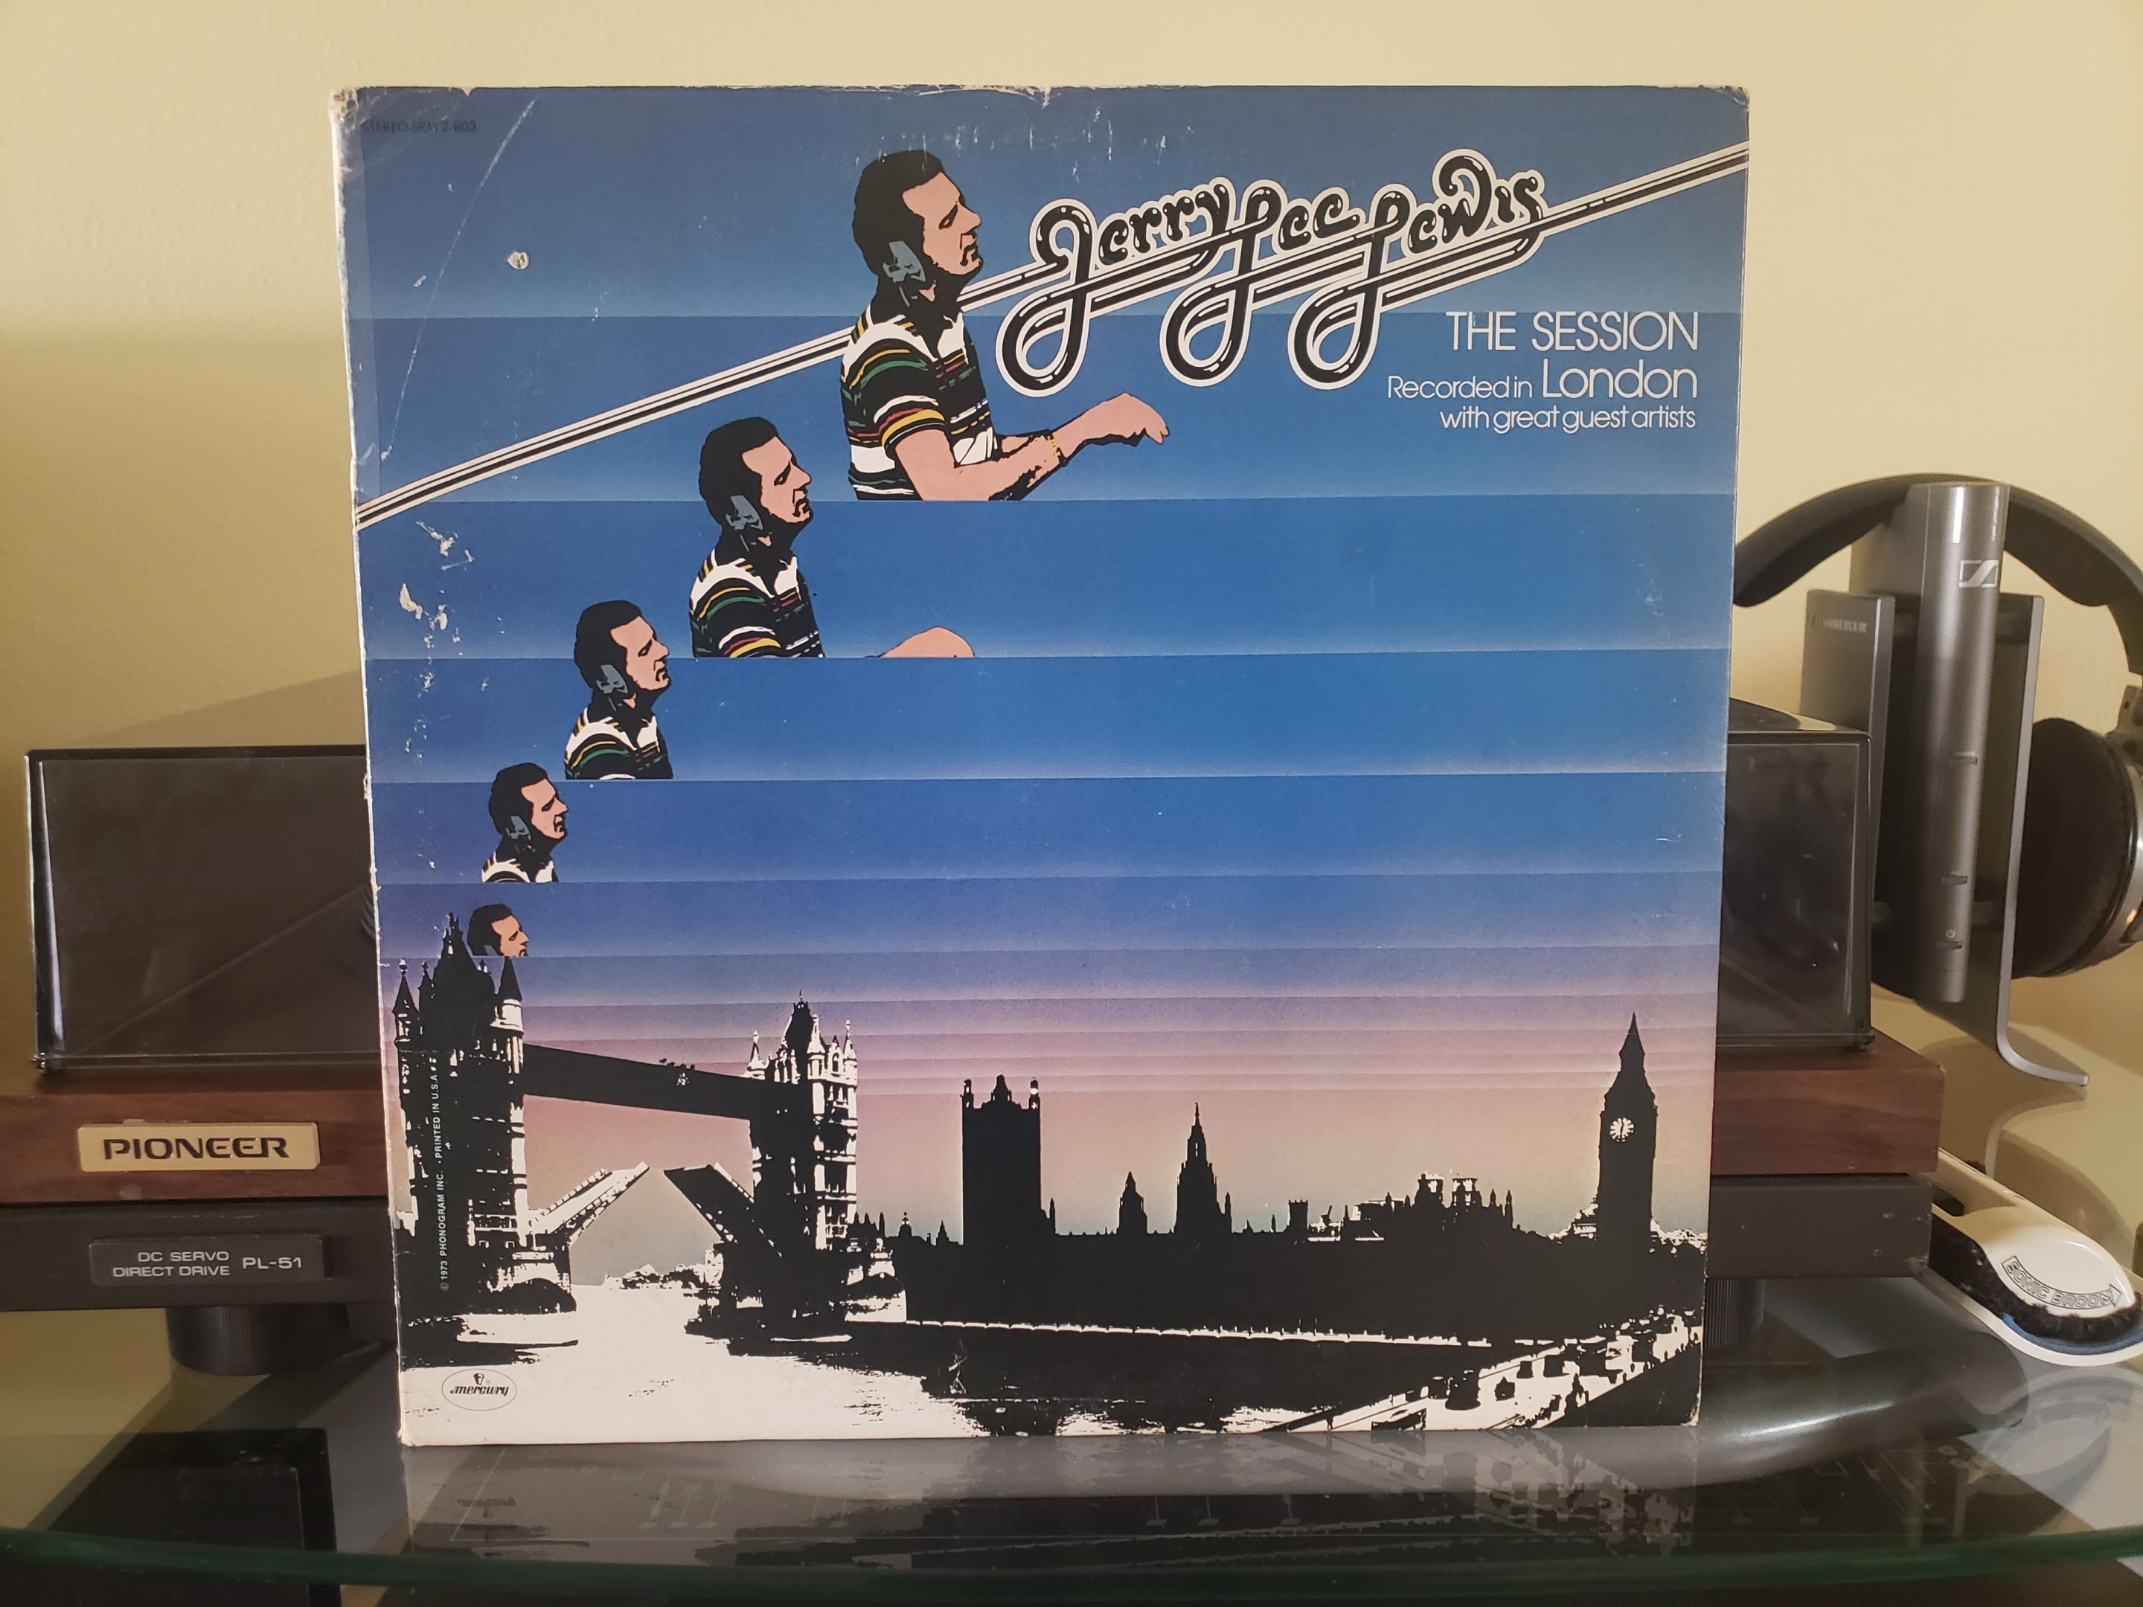 STEREO SRM 2 803
Jerry Lee Lewis
THE SESSION
Recorded in London
with great guest artists
© 1973 PHONOGRAM INC. · PRINTED IN U.S.A.
mercury
PIONEER
DC SERVO
DIRECT DRIVE PL-51
SENNHEISER
SONIC BROOM